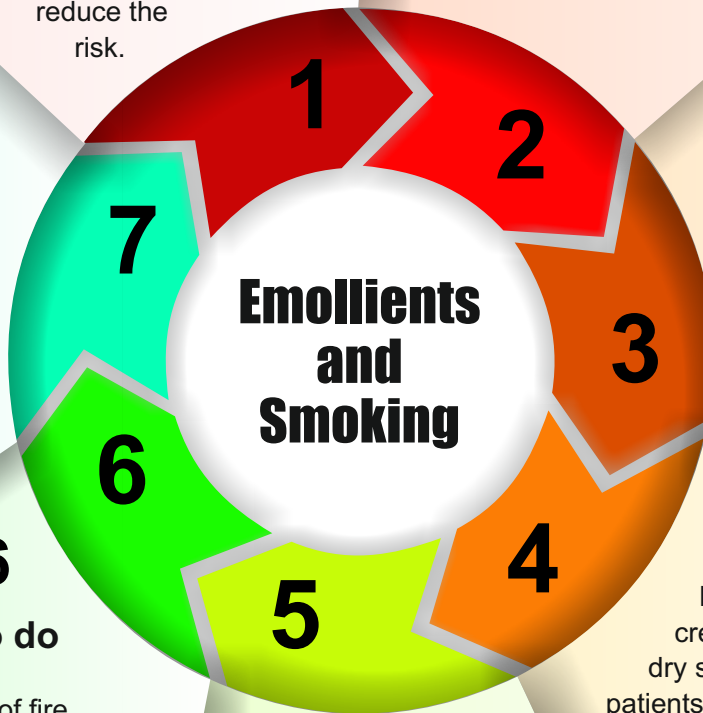 reduce the
risk.
1
2
3
4
5
6
7
Emollients
and
Smoking
6
do
of fire
dry
patients